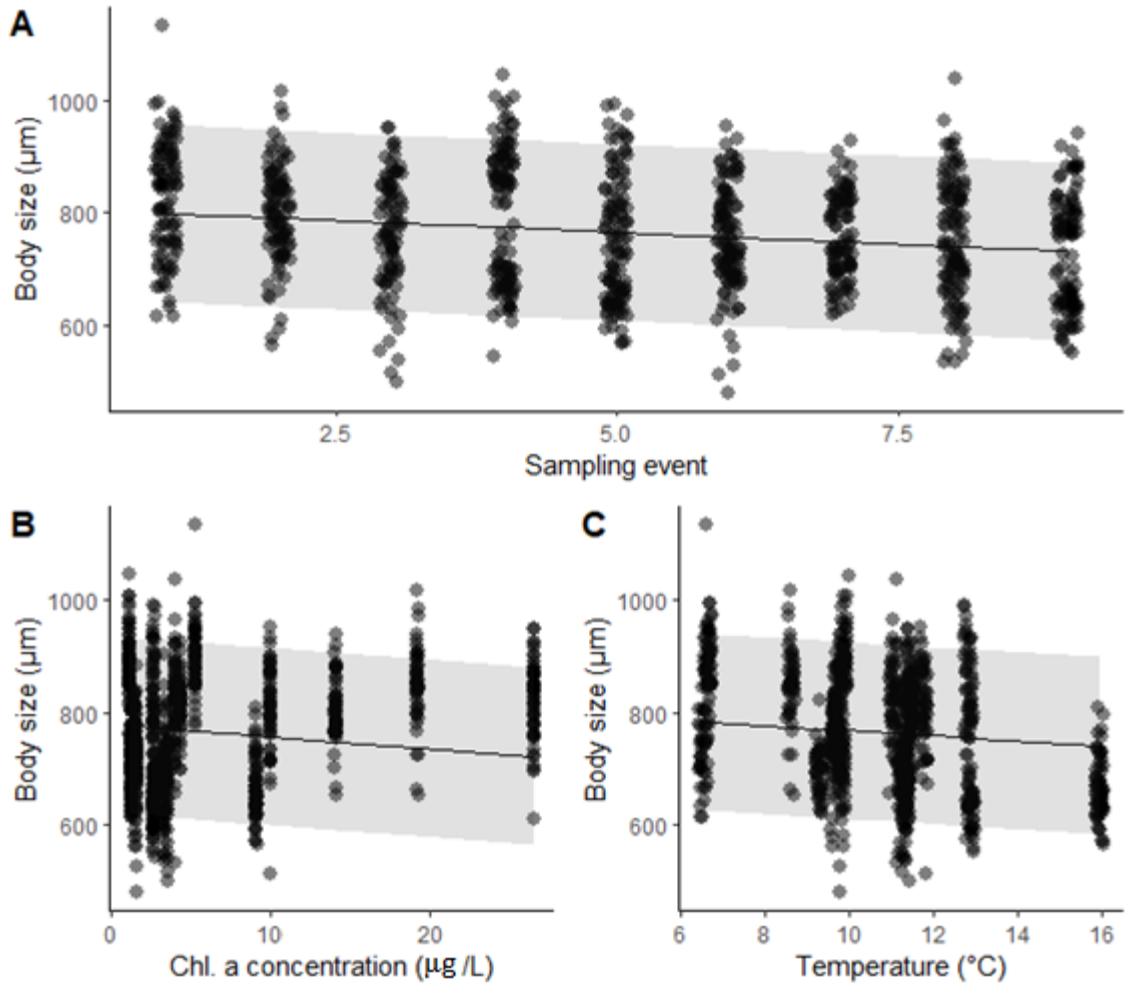 A
Body size (µm)
1000
800
600
2.5
5.0
7.5
Sampling event
B
Body size (µm)
1000
800
600
0
10
20
Chl. a concentration (µg /L)
C
Body size (µm)
1000
800
600
6
8
10
12
14
16
Temperature (°C)